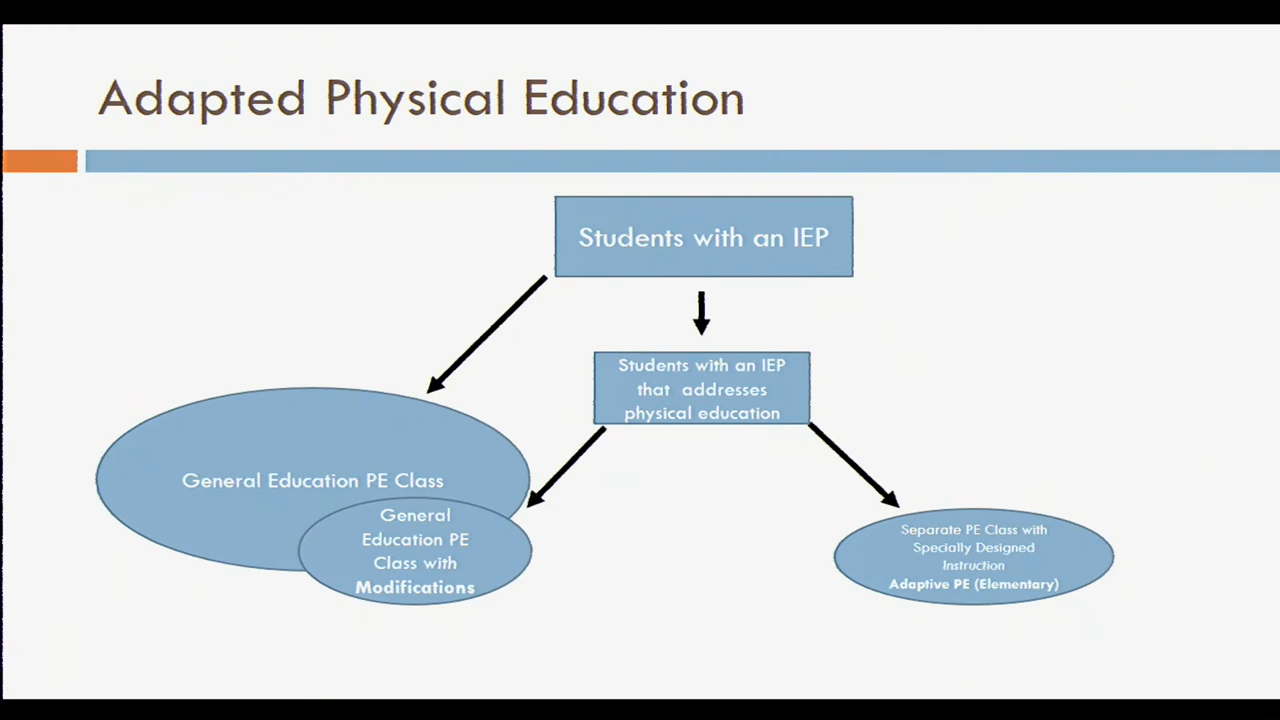 Adapted Physical Education
Students with an IEP
Students with an IEP
that addresses
physical education
General Education PE Class
General
Education PE
Class with
Modifications
Separate PE Class with
Specially Designed
Instruction
Adaptive PE (Elementary)